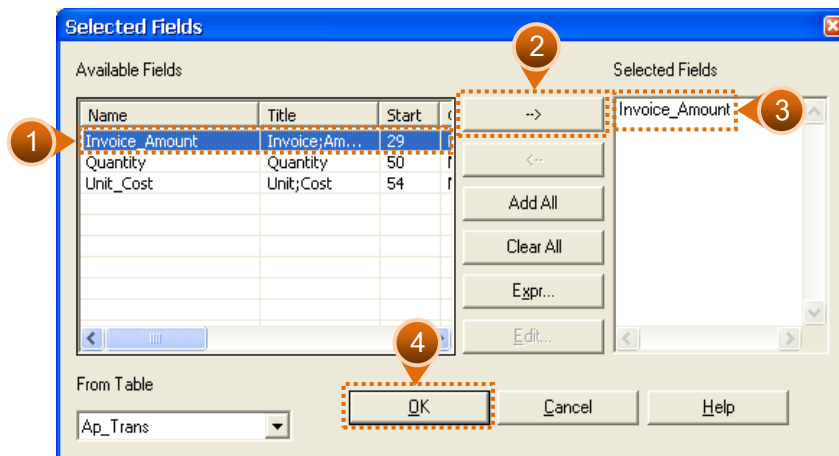 Selected Fields
2
Available Fields
Selected Fields
Name Title Start
1
Invoice_Amount Invoice;Am... 29
Quantity Quantity 50
Unit_Cost Unit;Cost 54
-->
<--
Add All
Clear All
Expr...
Edit...
Invoice_Amount
3
4
From Table
Ap_Trans
OK
Cancel
Help